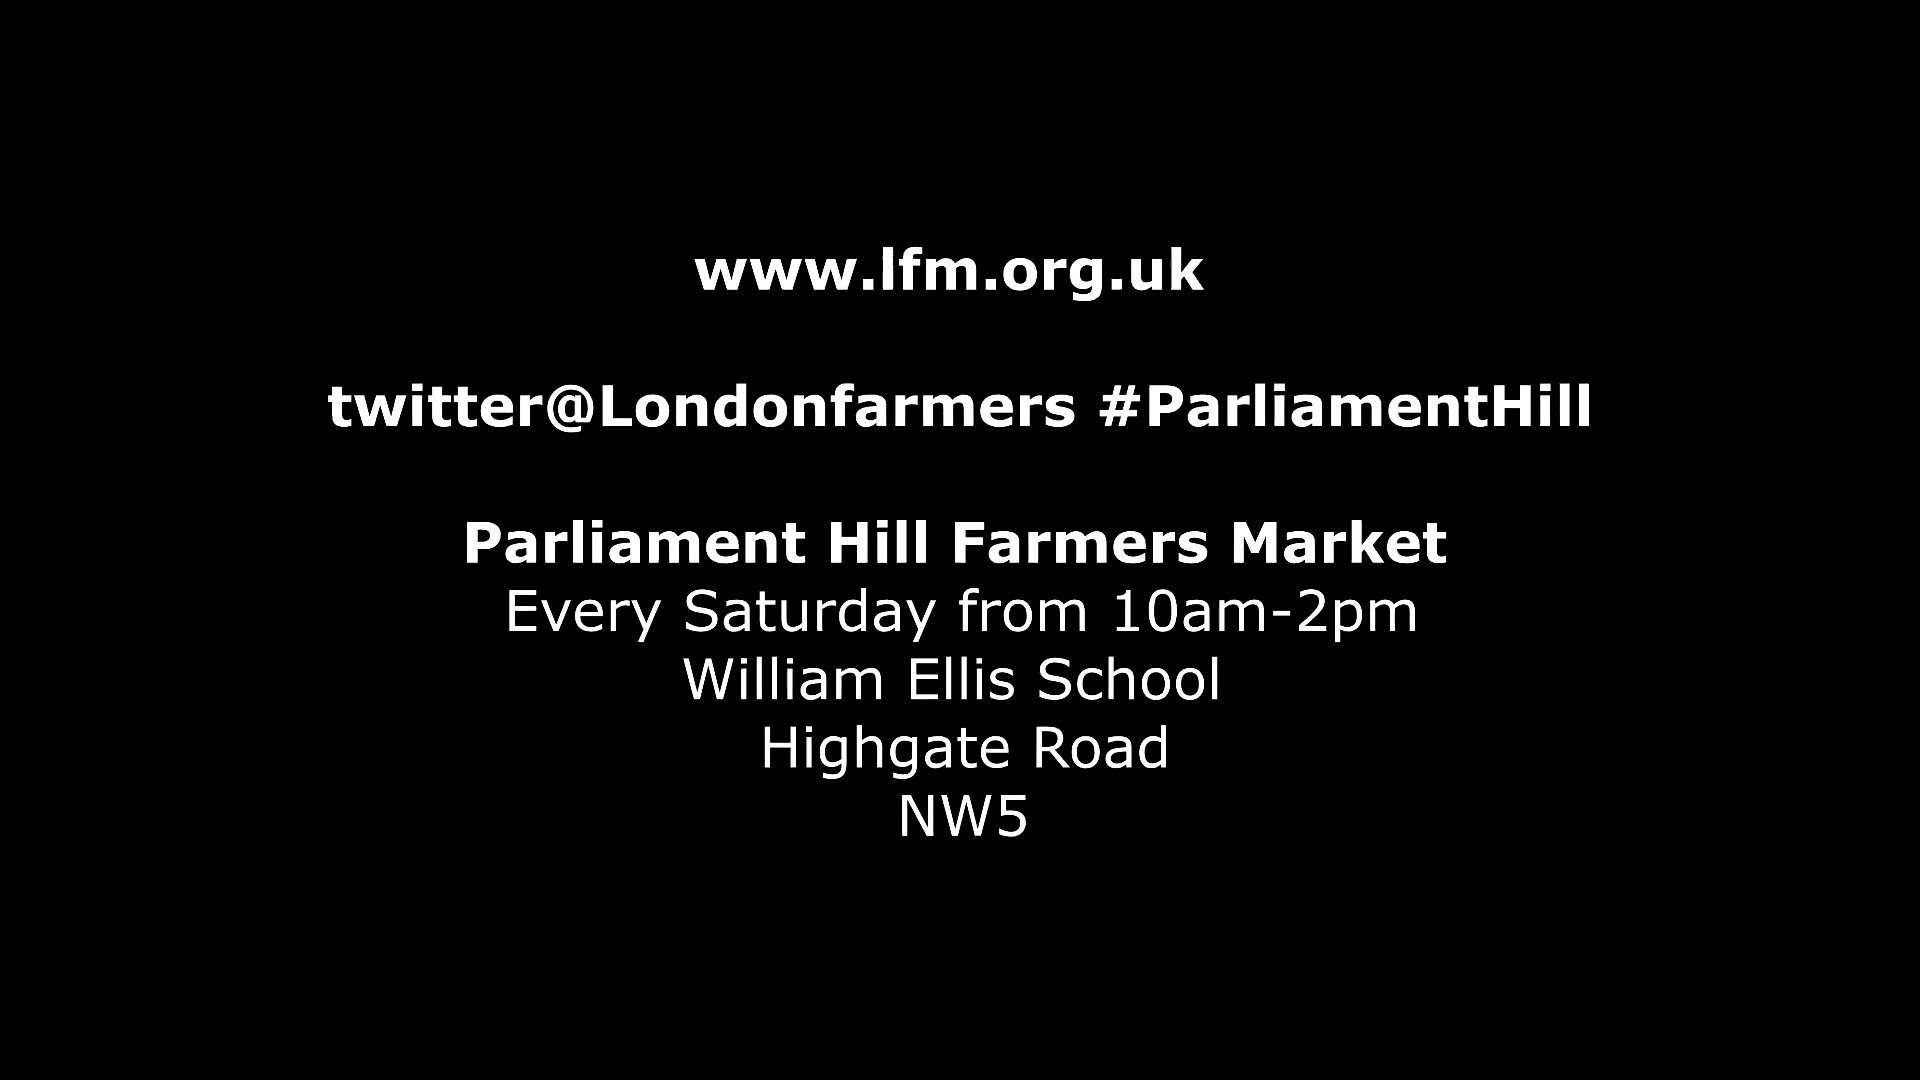 www.lfm.org.uk
twitter@Londonfarmers #ParliamentHill
Parliament Hill Farmers Market
Every Saturday from 10am-2pm
William Ellis School
Highgate Road
NW5